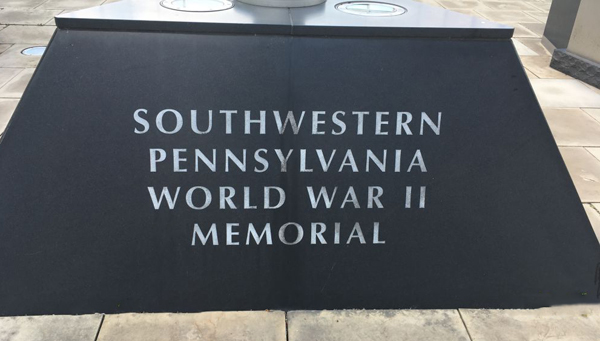 SOUTHWESTERN
PENNSYLVANIA
WORLD WAR II
MEMORIAL